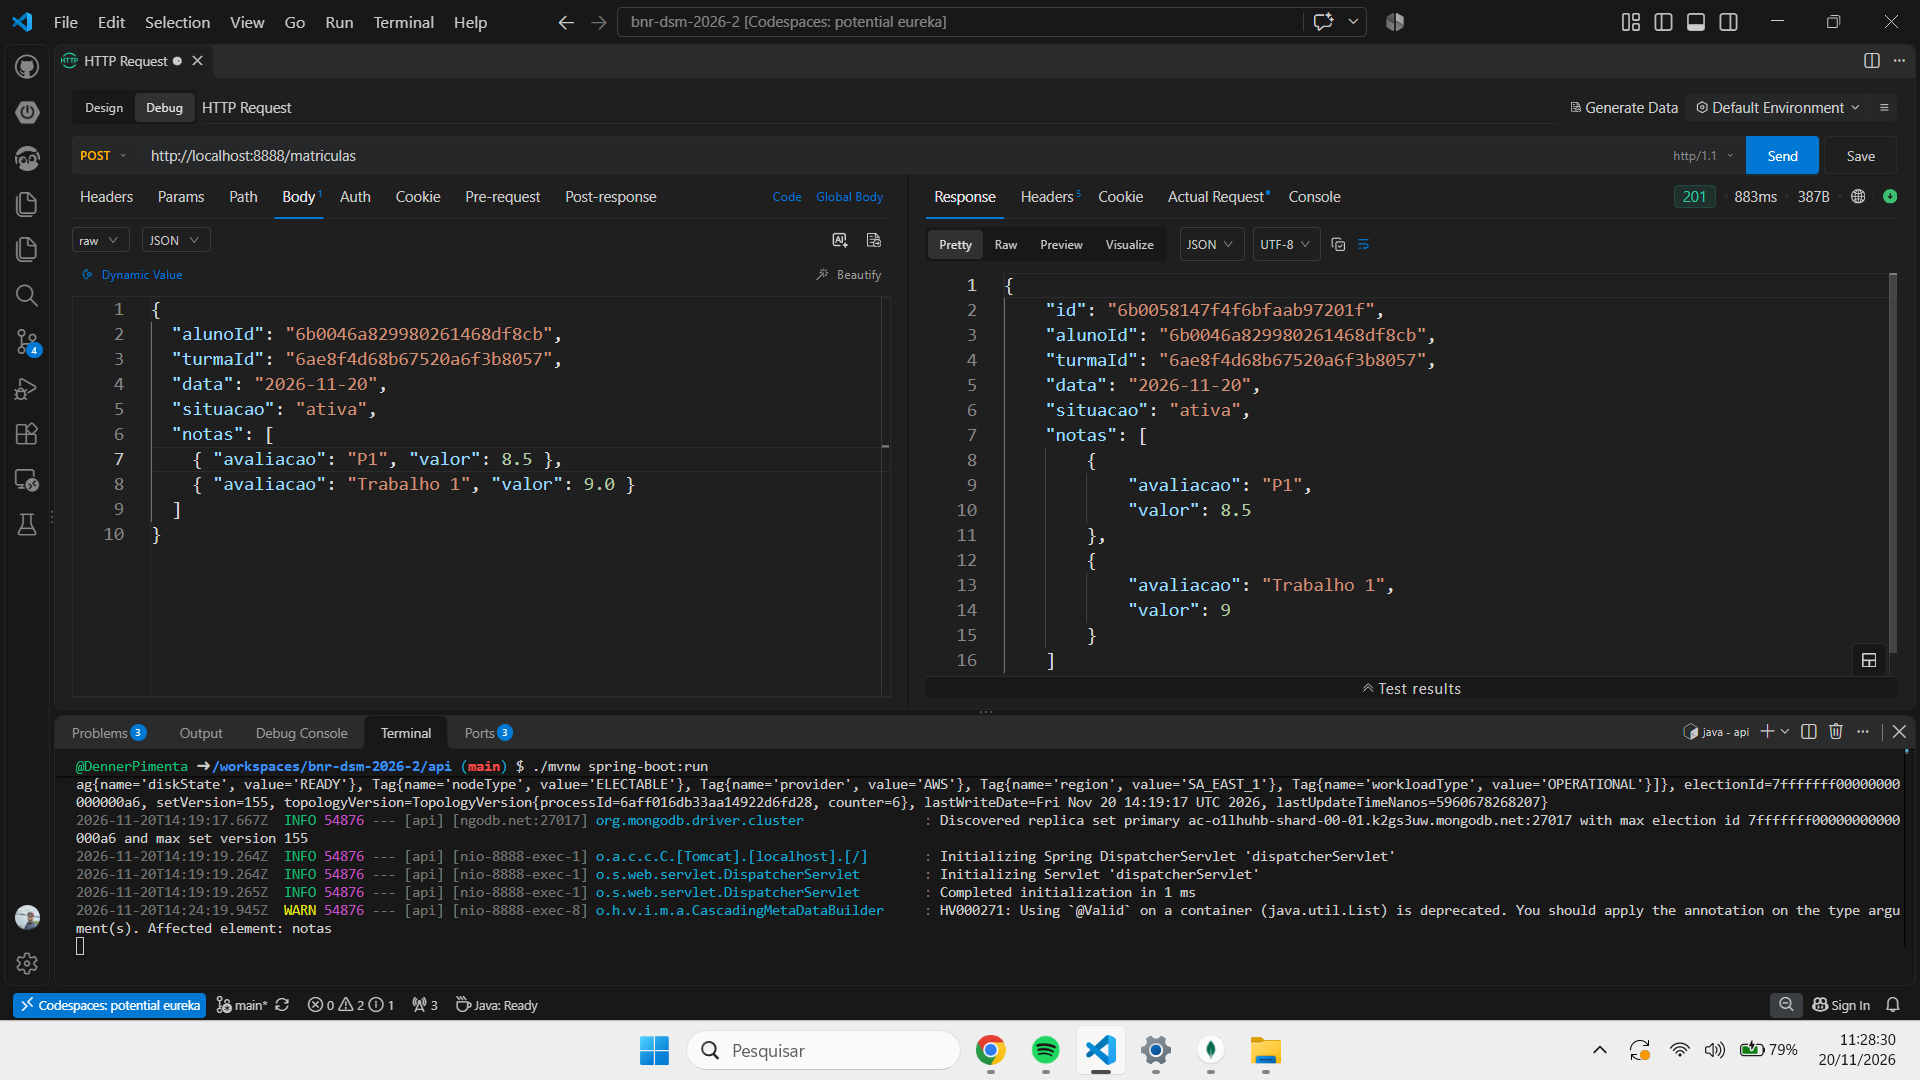 File Edit Selection View Go Run Terminal Help
bnr-dsm-2026-2 [Codespaces: potential eureka]
HTTP Request
Design Debug HTTP Request
Generate Data Default Environment
POST http://localhost:8888/matriculas
http/1.1 Send Save
Headers Params Path Body 1 Auth Cookie Pre-request Post-response Code Global Body
Response Headers 5 Cookie Actual Request Console 201 883ms 387B
raw JSON
Pretty Raw Preview Visualize JSON UTF-8
Dynamic Value
Beautify
1 {
2 "alunoId": "6b0046a829980261468df8cb",
3 "turmaId": "6ae8f4d68b67520a6f3b8057",
4 "data": "2026-11-20",
5 "situacao": "ativa",
6 "notas": [
7 { "avaliacao": "P1", "valor": 8.5 },
8 { "avaliacao": "Trabalho 1", "valor": 9.0 }
9 ]
10 }
1 {
2 "id": "6b0058147f4f6bfaab97201f",
3 "alunoId": "6b0046a829980261468df8cb",
4 "turmaId": "6ae8f4d68b67520a6f3b8057",
5 "data": "2026-11-20",
6 "situacao": "ativa",
7 "notas": [
8 {
9 "avaliacao": "P1",
10 "valor": 8.5
11 },
12 {
13 "avaliacao": "Trabalho 1",
14 "valor": 9
15 }
16 ]
Test results
Problems 3 Output Debug Console Terminal Ports 3
java - api
@DennerPimenta ➜ /workspaces/bnr-dsm-2026-2/api (main) $ ./mvnw spring-boot:run
ag{name='diskState', value='READY'}, Tag{name='nodeType', value='ELECTABLE'}, Tag{name='provider', value='AWS'}, Tag{name='region', value='SA_EAST_1'}, Tag{name='workloadType', value='OPERATIONAL'}]}, electionId=7fffffff00000000
000000a6, setVersion=155, topologyVersion=TopologyVersion{processId=6aff016db33aa14922d6fd28, counter=6}, lastWriteDate=Fri Nov 20 14:19:17 UTC 2026, lastUpdateTimeNanos=5960678268207}
2026-11-20T14:19:17.667Z INFO 54876 --- [api] [ngodb.net:27017] org.mongodb.driver.cluster : Discovered replica set primary ac-o1lhuhb-shard-00-01.k2gs3uw.mongodb.net:27017 with max election id 7fffffff00000000000
000a6 and max set version 155
2026-11-20T14:19:19.264Z INFO 54876 --- [api] [nio-8888-exec-1] o.a.c.c.C.[Tomcat].[localhost].[/] : Initializing Spring DispatcherServlet 'dispatcherServlet'
2026-11-20T14:19:19.264Z INFO 54876 --- [api] [nio-8888-exec-1] o.s.web.servlet.DispatcherServlet : Initializing Servlet 'dispatcherServlet'
2026-11-20T14:19:19.265Z INFO 54876 --- [api] [nio-8888-exec-1] o.s.web.servlet.DispatcherServlet : Completed initialization in 1 ms
2026-11-20T14:24:19.945Z WARN 54876 --- [api] [nio-8888-exec-8] o.h.v.i.m.a.CascadingMetaDataBuilder : HV000271: Using `@Valid` on a container (java.util.List) is deprecated. You should apply the annotation on the type argu
ment(s). Affected element: notas
4
Codespaces: potential eureka main* 0 2 1 3 Java: Ready
Sign In
Pesquisar
79%
11:28:30
20/11/2026